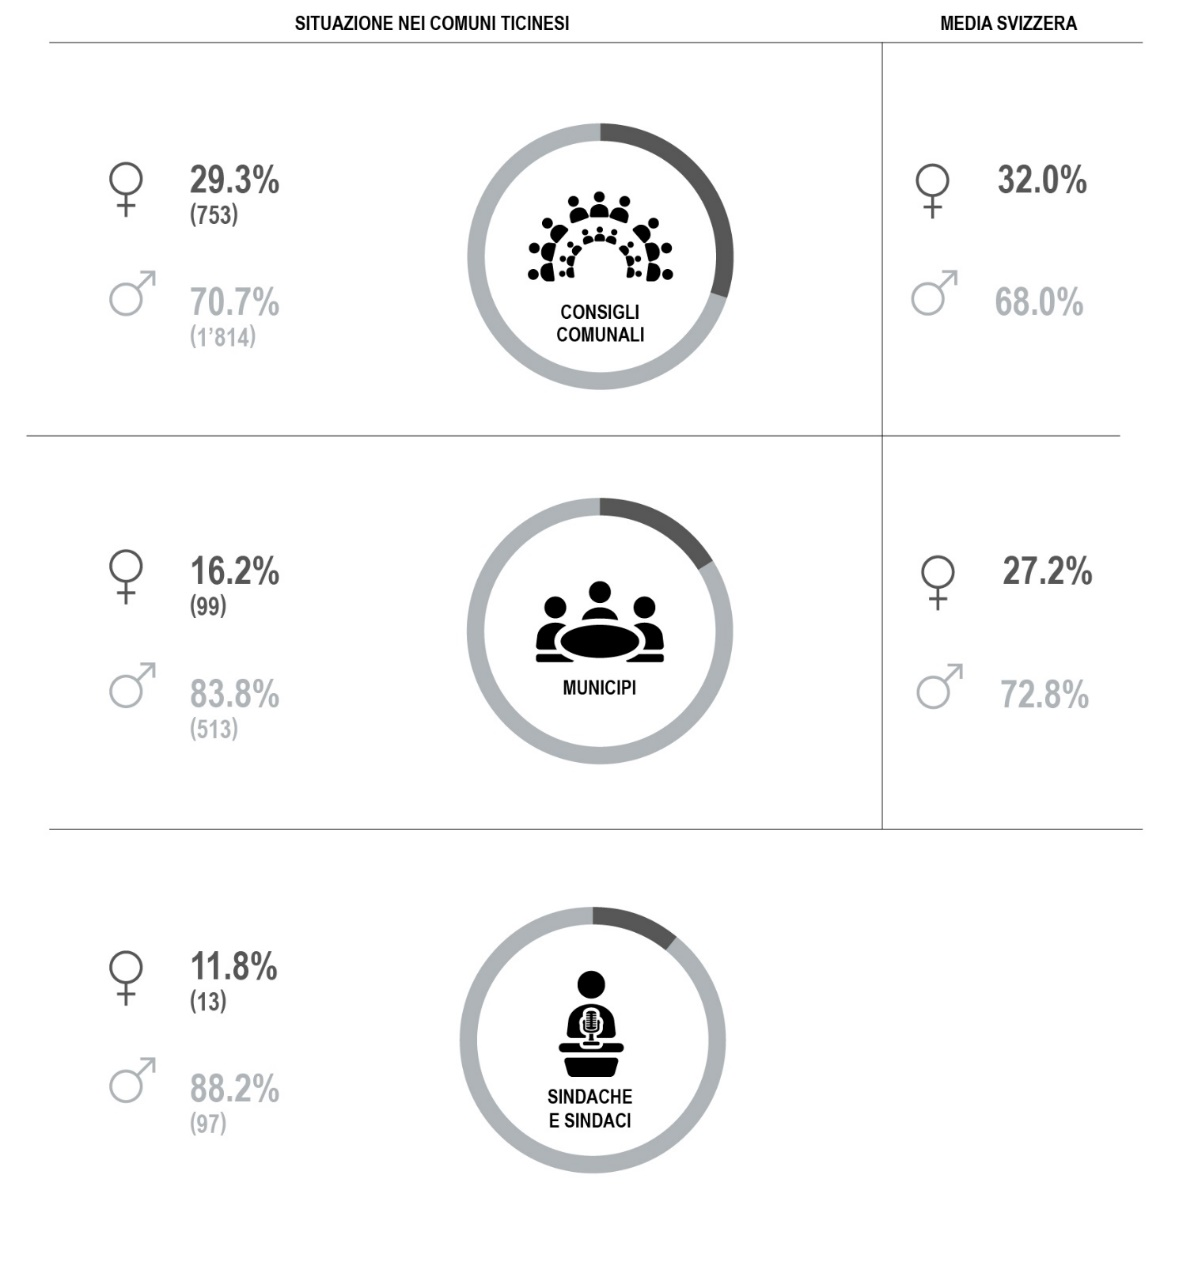 SITUAZIONE NEI COMUNI TICINESI
MEDIA SVIZZERA
29.3%
(753)
70.7%
(1’814)
CONSIGLI
COMUNALI
32.0%
68.0%
16.2%
(99)
83.8%
(513)
MUNICIPI
27.2%
72.8%
11.8%
(13)
88.2%
(97)
SINDACHE
E SINDACI